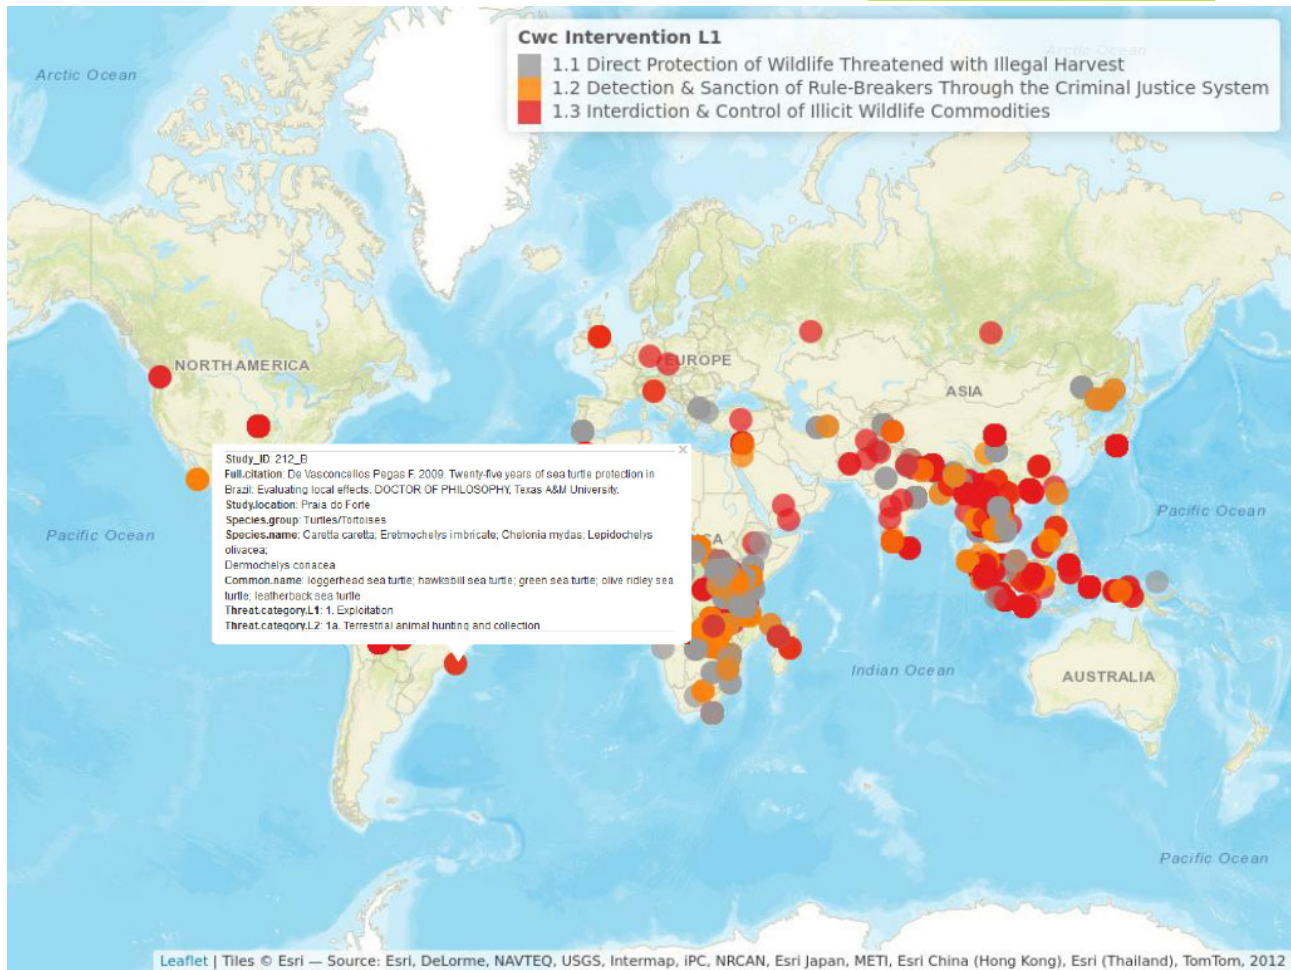 Cwc Intervention L1
1.1 Direct Protection of Wildlife Threatened with Illegal Harvest
1.2 Detection & Sanction of Rule-Breakers Through the Criminal Justice System
1.3 Interdiction & Control of Illicit Wildlife Commodities
Arctic Ocean
Arctic Ocean
NORTH AMERICA
EUROPE
ASIA
Study_ID: 212_B
Full.citation: De Vasconcellos Pegas F. 2009. Twenty-five years of sea turtle protection in
Brazil: Evaluating local effects. DOCTOR OF PHILOSOPHY, Texas A&M University.
Study.location: Praia do Forte
Species.group: Turtles/Tortoises
Species.name: Caretta caretta; Eretmochelys imbricate; Chelonia mydas; Lepidochelys
olivacea;
Dermochelys coriacea
Common.name: loggerhead sea turtle; hawksbill sea turtle; green sea turtle; olive ridley sea
turtle; leatherback sea turtle
Threat.category.L1: 1. Exploitation
Threat.category.L2: 1a. Terrestrial animal hunting and collection
×
Pacific Ocean
CA
Pacific Ocean
Indian Ocean
AUSTRALIA
Pacific Ocean
Leaflet | Tiles © Esri — Source: Esri, DeLorme, NAVTEQ, USGS, Intermap, iPC, NRCAN, Esri Japan, METI, Esri China (Hong Kong), Esri (Thailand), TomTom, 2012